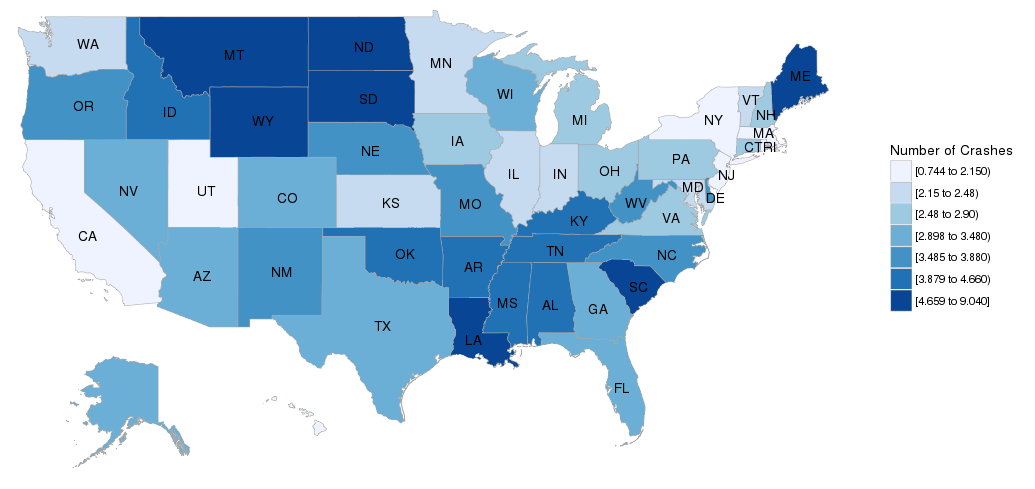 WA
MT
ND
MN
ME
OR
ID
WY
SD
WI
MI
VT
NH
NY
MA
CT RI
NV
UT
CO
NE
IA
IL
IN
OH
PA
NJ
KS
MO
KY
WV
MD
DE
VA
CA
AZ
NM
OK
AR
TN
NC
SC
TX
LA
MS
AL
GA
FL
Number of Crashes
[0.744 to 2.150)
[2.15 to 2.48)
[2.48 to 2.90)
[2.898 to 3.480)
[3.485 to 3.880)
[3.879 to 4.660)
[4.659 to 9.040]